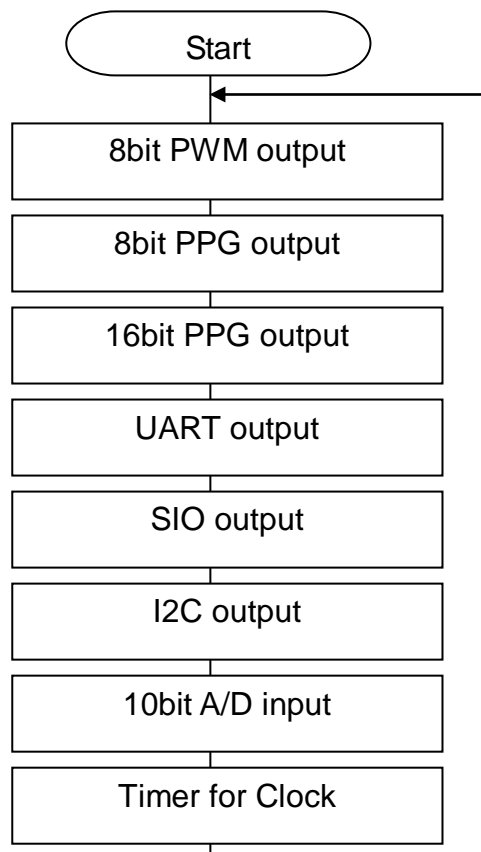 Start
8bit PWM output
8bit PPG output
16bit PPG output
UART output
SIO output
I2C output
10bit A/D input
Timer for Clock